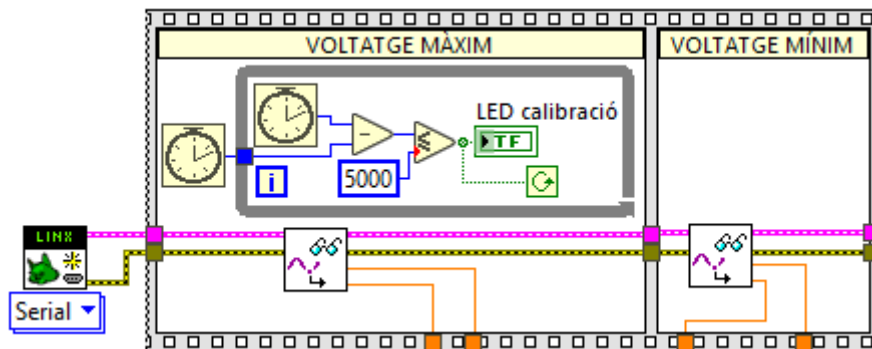 VOLTATGE MÀXIM
VOLTATGE MÍNIM
LED calibració
TF
i
5000
LINX
Serial